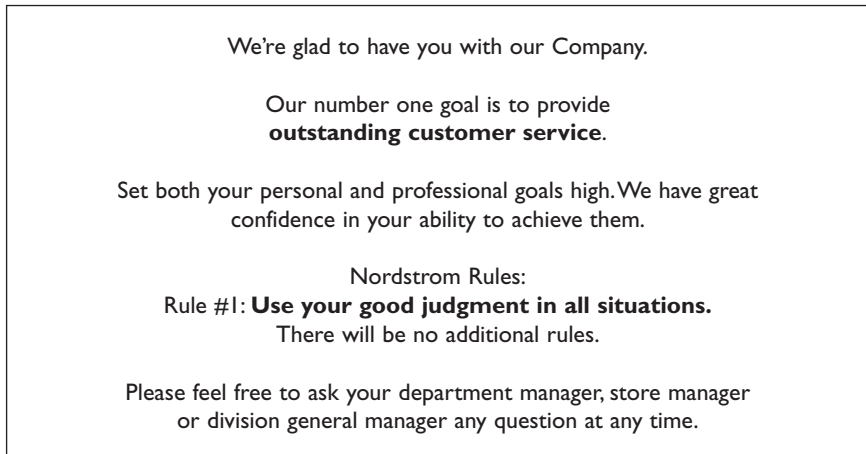 We’re glad to have you with our Company.
Our number one goal is to provide
outstanding customer service.
Set both your personal and professional goals high. We have great
confidence in your ability to achieve them.
Nordstrom Rules:
Rule #1: Use your good judgment in all situations.
There will be no additional rules.
Please feel free to ask your department manager, store manager
or division general manager any question at any time.